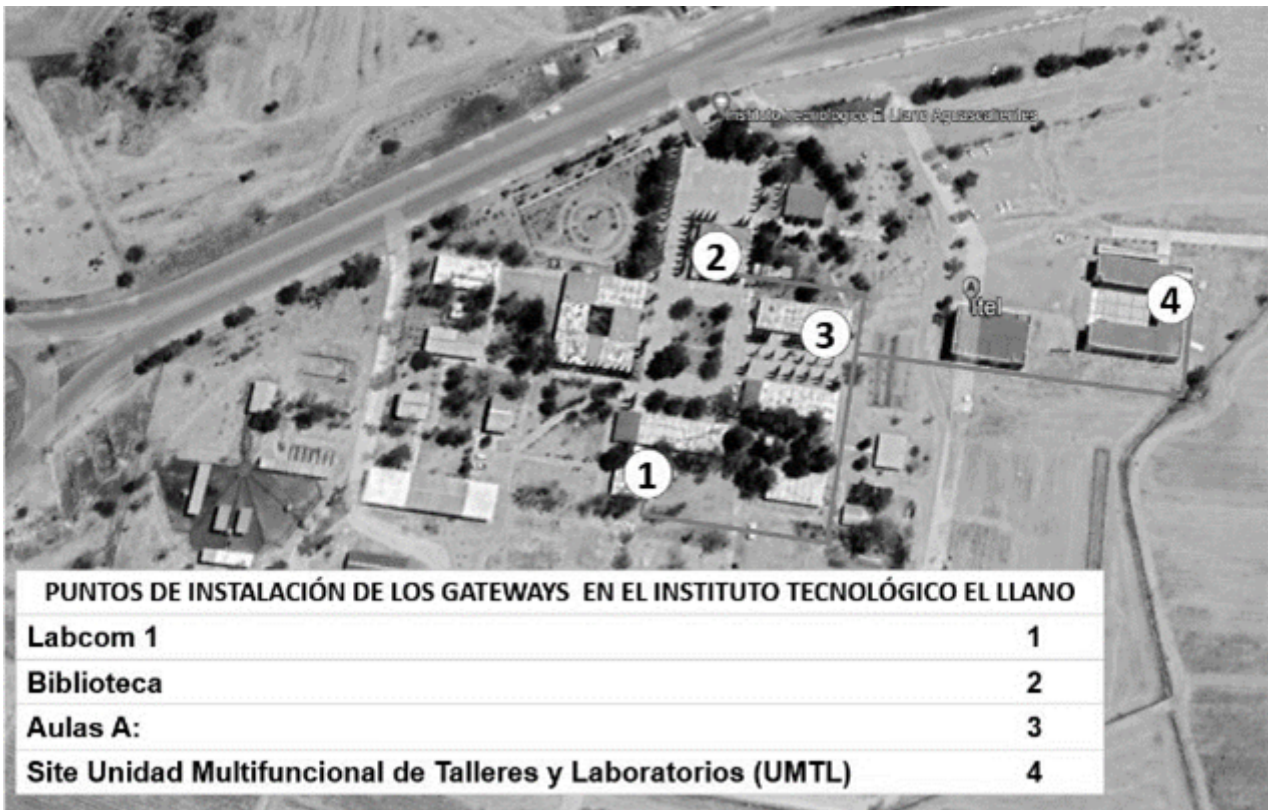 Instituto Tecnológico El Llano Aguascalientes
2
A
Itel
4
3
1
PUNTOS DE INSTALACIÓN DE LOS GATEWAYS EN EL INSTITUTO TECNOLÓGICO EL LLANO
Labcom 1 1
Biblioteca 2
Aulas A: 3
Site Unidad Multifuncional de Talleres y Laboratorios (UMTL) 4